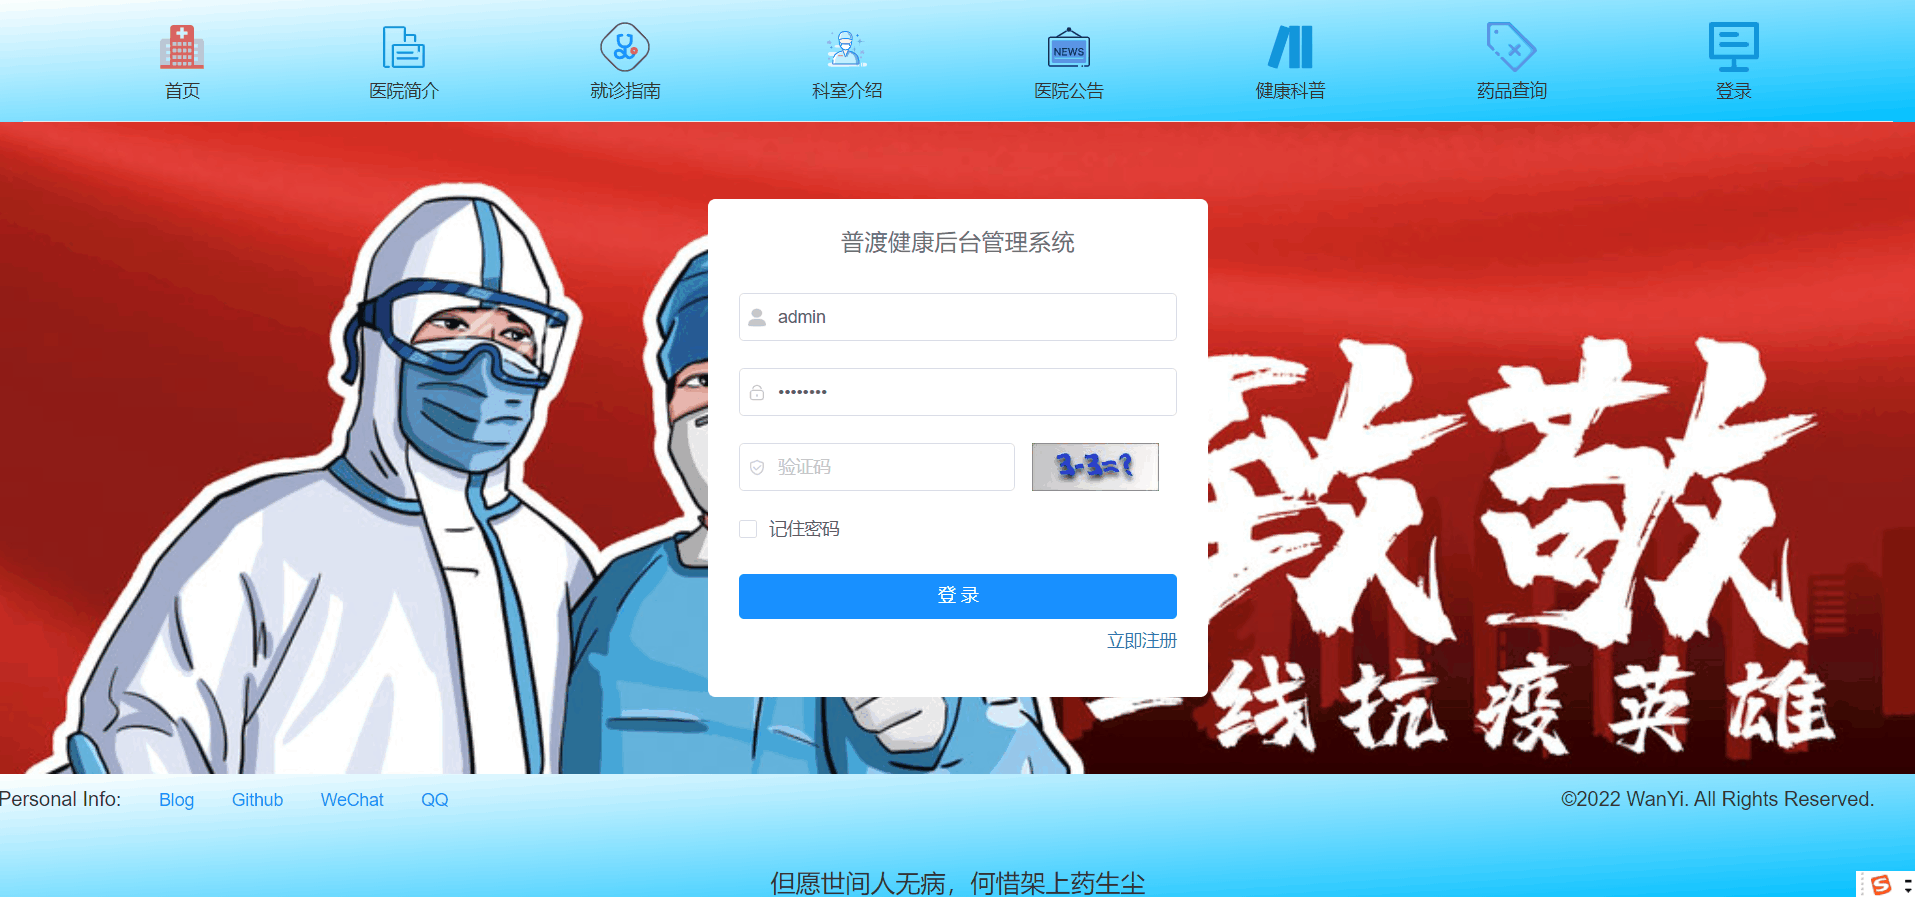 首页
医院简介
就诊指南
科室介绍
NEWS
医院公告
健康科普
药品查询
登录
普渡健康后台管理系统
admin
••••••••
验证码
3-3=?
记住密码
登 录
立即注册
致敬
一线抗疫英雄
Personal Info: Blog Github WeChat QQ
©2022 WanYi. All Rights Reserved.
但愿世间人无病，何惜架上药生尘